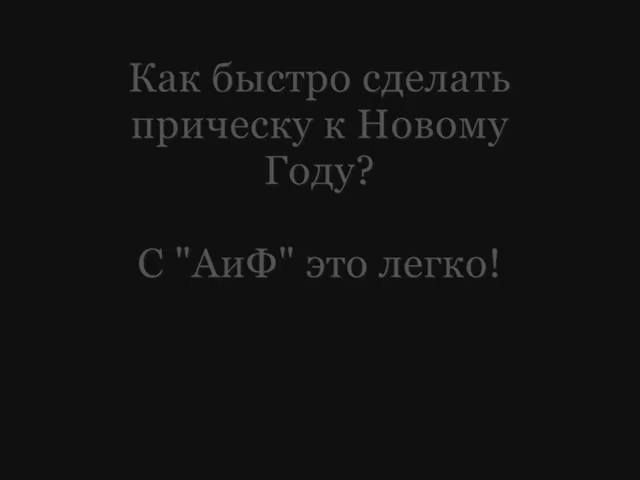 Как быстро сделать
прическу к Новому
Году?
С "АиФ" это легко!